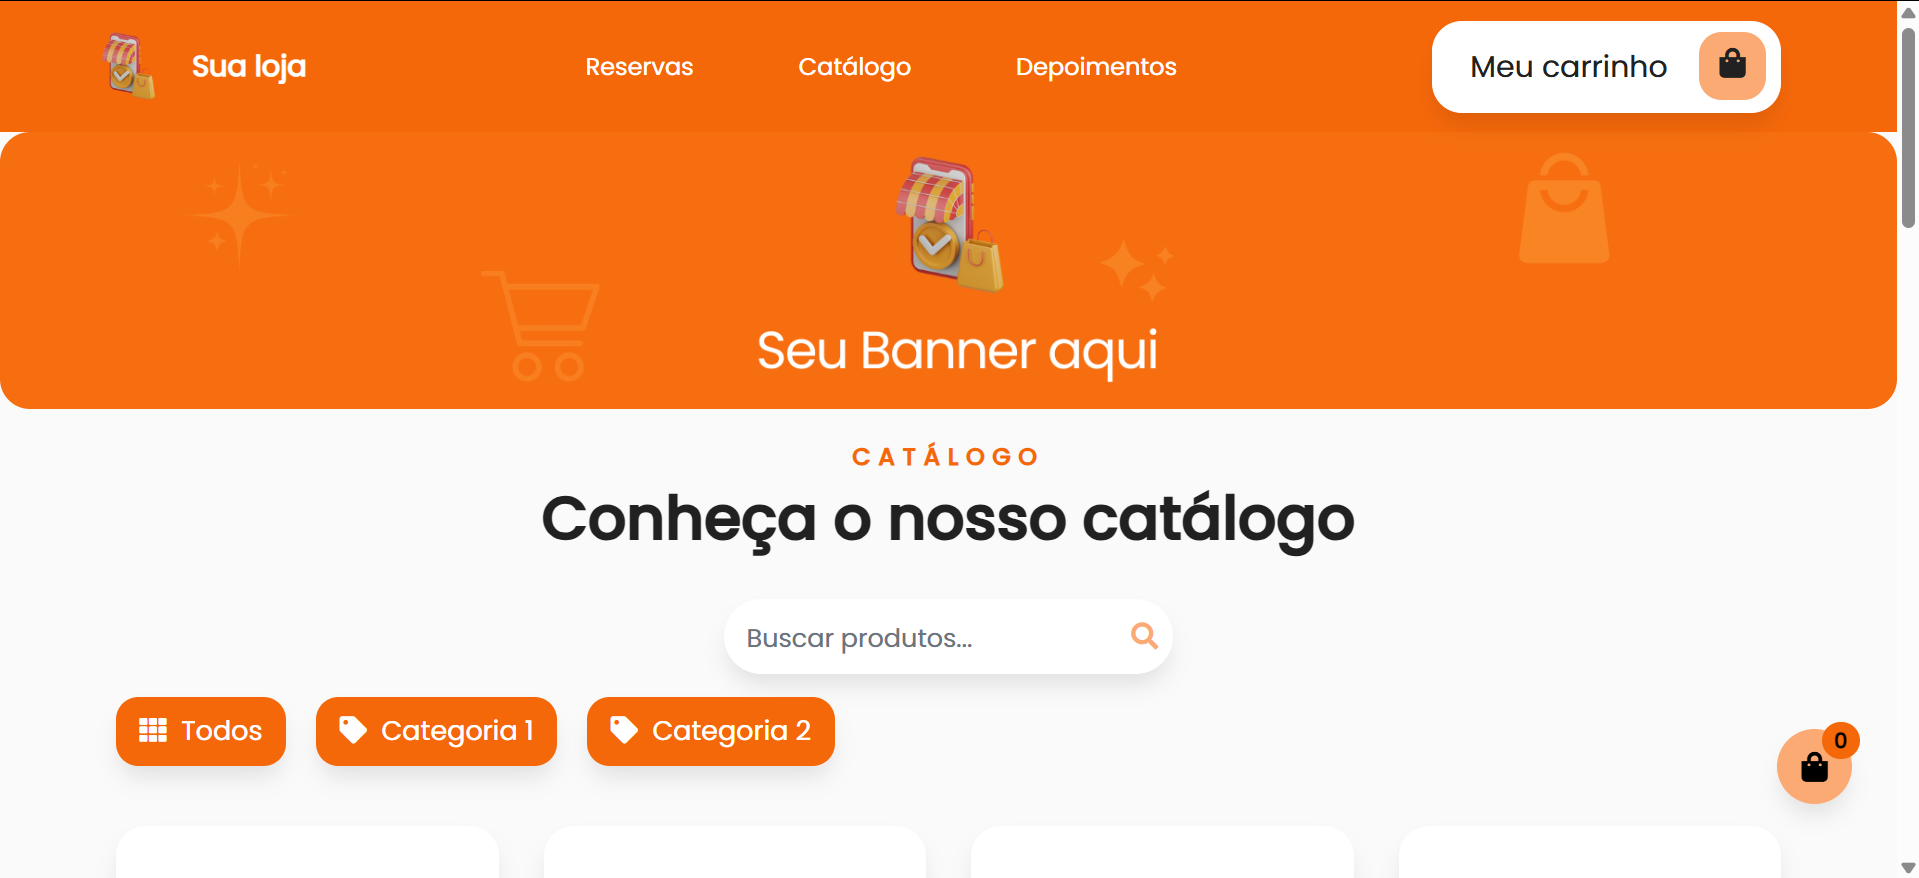 Sua loja
Reservas
Catálogo
Depoimentos
Meu carrinho
Seu Banner aqui
CATÁLOGO
Conheça o nosso catálogo
Buscar produtos...
Todos
Categoria 1
Categoria 2
0